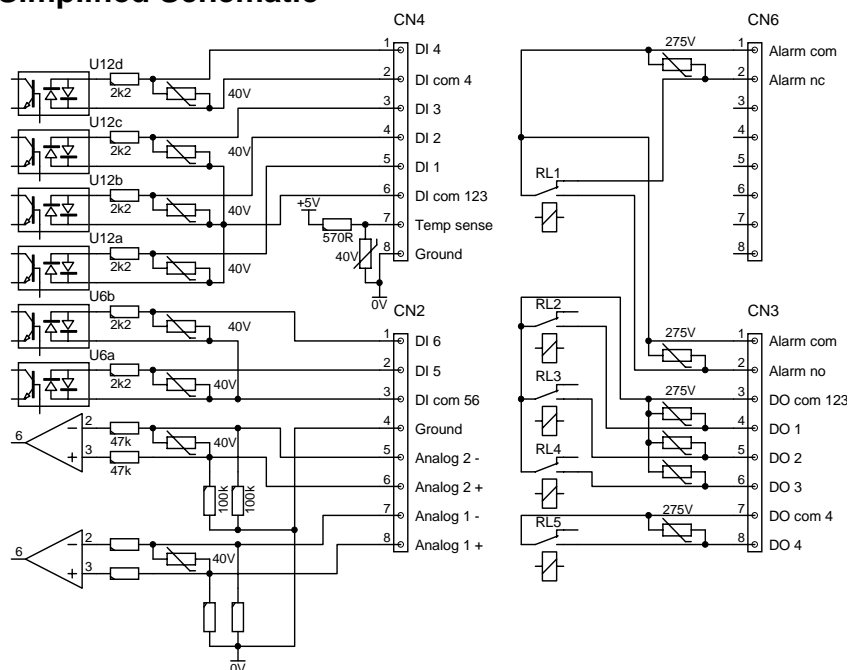 Simplified Schematic
CN4
1 DI 4
2 DI com 4
3 DI 3
4 DI 2
5 DI 1
6 DI com 123
7 Temp sense
8 Ground
U12d
2k2
40V
U12c
2k2
40V
U12b
2k2
40V
U12a
2k2
40V
+5V
570R
40V
0V
U6b
2k2
40V
U6a
2k2
40V
CN2
1 DI 6
2 DI 5
3 DI com 56
4 Ground
5 Analog 2 -
6 Analog 2 +
7 Analog 1 -
8 Analog 1 +
6
2
3
−
+
47k
47k
40V
100k
100k
6
2
3
−
+
40V
0V
CN6
275V
1 Alarm com
2 Alarm nc
3
4
5
6
7
8
RL1
RL2
RL3
RL4
RL5
CN3
275V
1 Alarm com
2 Alarm no
275V
3 DO com 123
4 DO 1
5 DO 2
6 DO 3
275V
7 DO com 4
8 DO 4